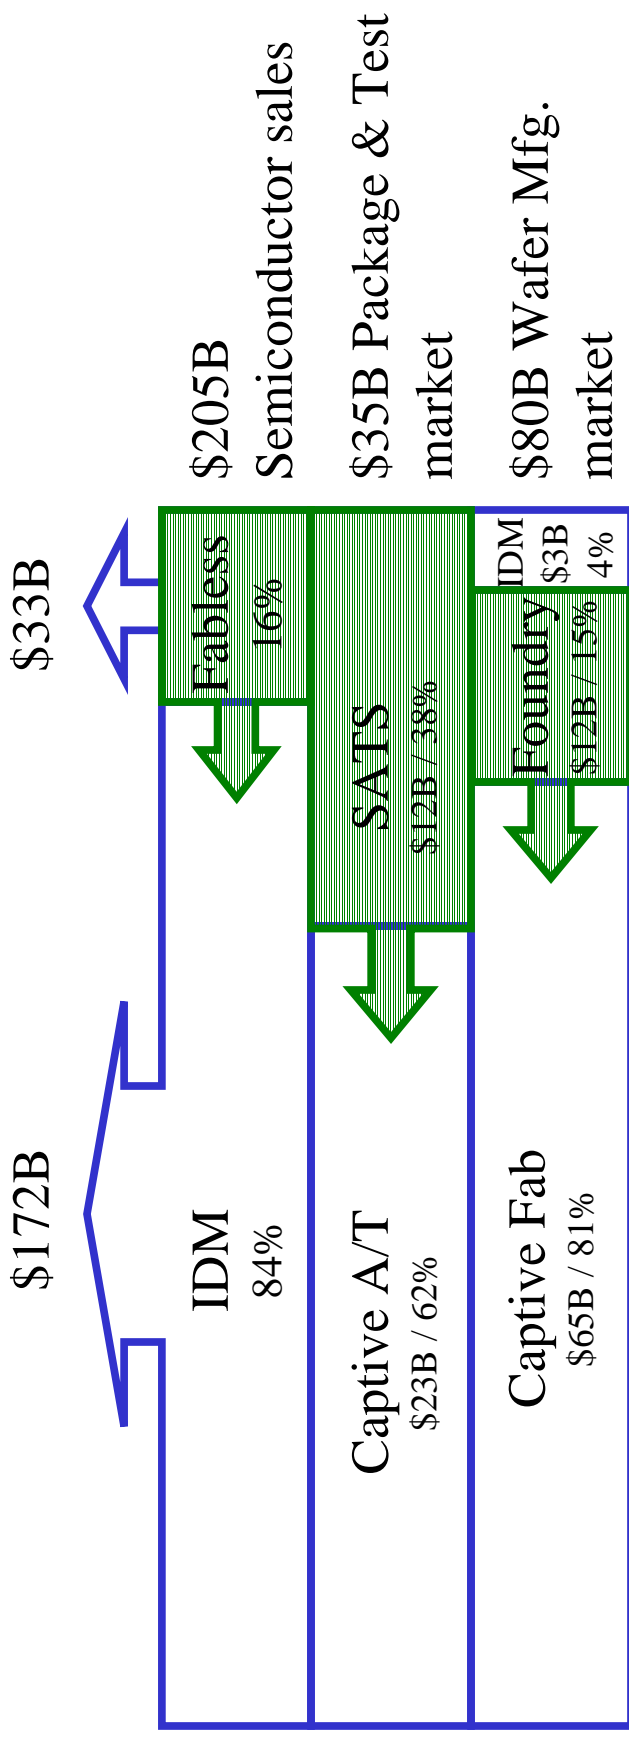 $172B
$33B
IDM
84%
Fabless
16%
$205B
Semiconductor sales
Captive A/T
$23B / 62%
SATS
$12B / 38%
$35B Package & Test
market
Captive Fab
$65B / 81%
Foundry
$12B / 15%
IDM
$3B
4%
$80B Wafer Mfg.
market